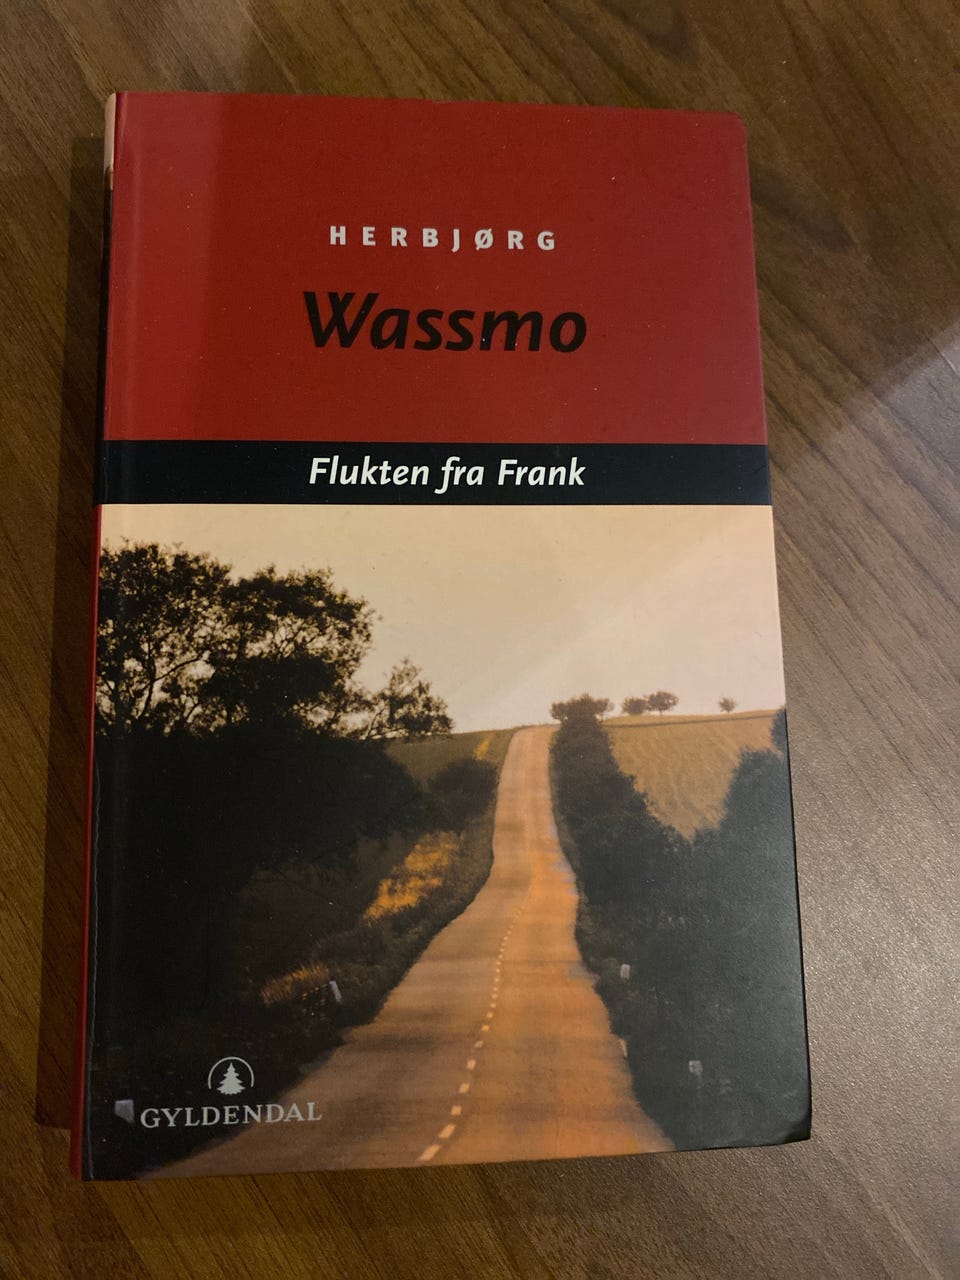 HERBJØRG
Wassmo
Flukten fra Frank
GYLDENDAL